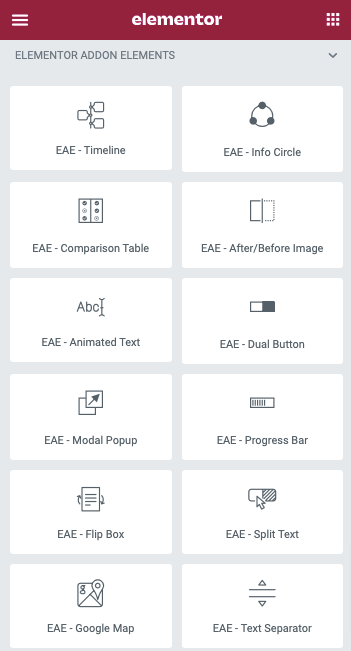 elementor
ELEMENTOR ADDON ELEMENTS
EAE - Timeline
EAE - Info Circle
EAE - Comparison Table
EAE - After/Before Image
Abc
EAE - Animated Text
EAE - Dual Button
EAE - Modal Popup
EAE - Progress Bar
EAE - Flip Box
EAE - Split Text
EAE - Google Map
EAE - Text Separator